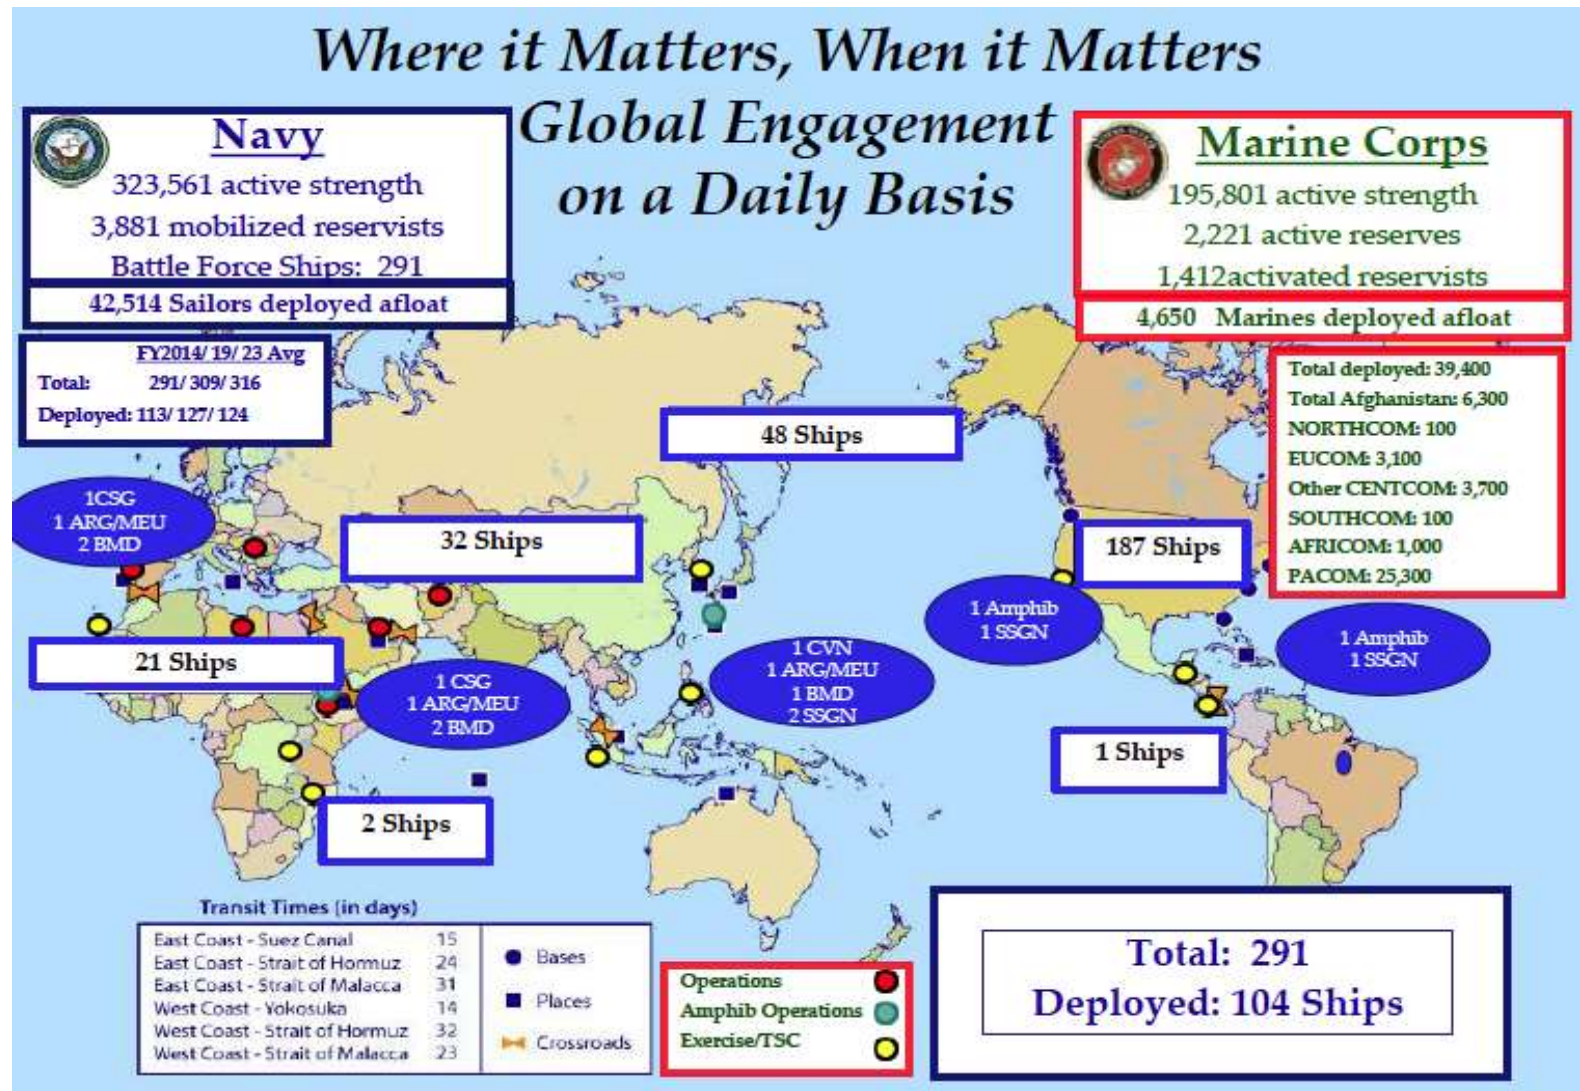 Where it Matters, When it Matters
Global Engagement
on a Daily Basis
Navy
323,561 active strength
3,881 mobilized reservists
Battle Force Ships: 291
42,514 Sailors deployed afloat
FY2014/ 19/ 23 Avg
Total: 291/ 309/ 316
Deployed: 113/ 127/ 124
Marine Corps
195,801 active strength
2,221 active reserves
1,412activated reservists
4,650 Marines deployed afloat
Total deployed: 39,400
Total Afghanistan: 6,300
NORTHCOM: 100
EUCOM: 3,100
Other CENTCOM: 3,700
SOUTHCOM: 100
AFRICOM: 1,000
PACOM: 25,300
48 Ships
1CSG
1 ARG/MEU
2 BMD
32 Ships
187 Ships
1 Amphib
1 SSGN
1 Amphib
1 SSGN
21 Ships
1 CSG
1 ARG/MEU
2 BMD
1 CVN
1 ARG/MEU
1 BMD
2 SSGN
1 Ships
2 Ships
Transit Times (in days)
East Coast - Suez Canal 15
East Coast - Strait of Hormuz 24
East Coast - Strait of Malacca 31
West Coast - Yokosuka 14
West Coast - Strait of Hormuz 32
West Coast - Strait of Malacca 23
Bases
Places
Crossroads
Operations
Amphib Operations
Exercise/TSC
Total: 291
Deployed: 104 Ships